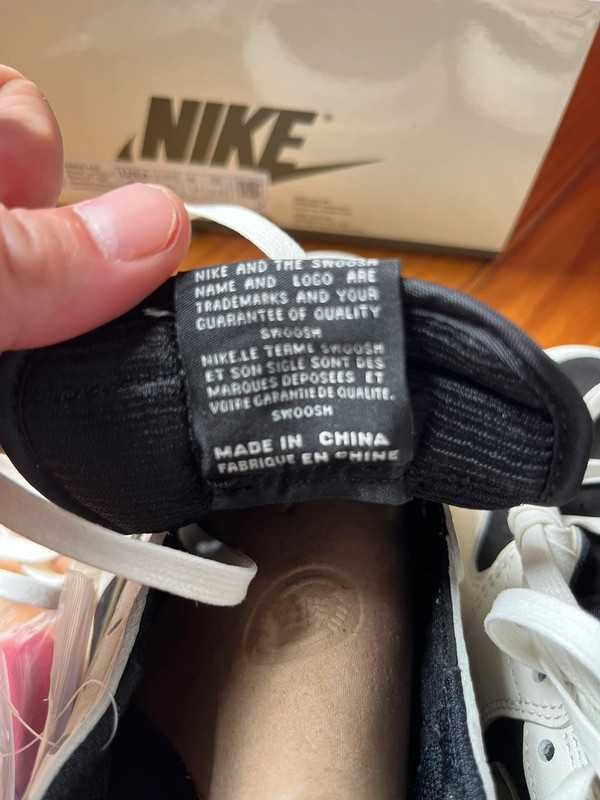 NIKE
NIKE AND THE SWOOSH
NAME AND LOGO ARE
TRADEMARKS AND YOUR
GUARANTEE OF QUALITY
SWOOSH
NIKE.LE TERME SWOOSH
ET SON SIGLE SONT DES
MARQUES DEPOSEES ET
VOTRE GARANTIE DE QUALITE.
SWOOSH
MADE IN CHINA
FABRIQUE EN CHINE